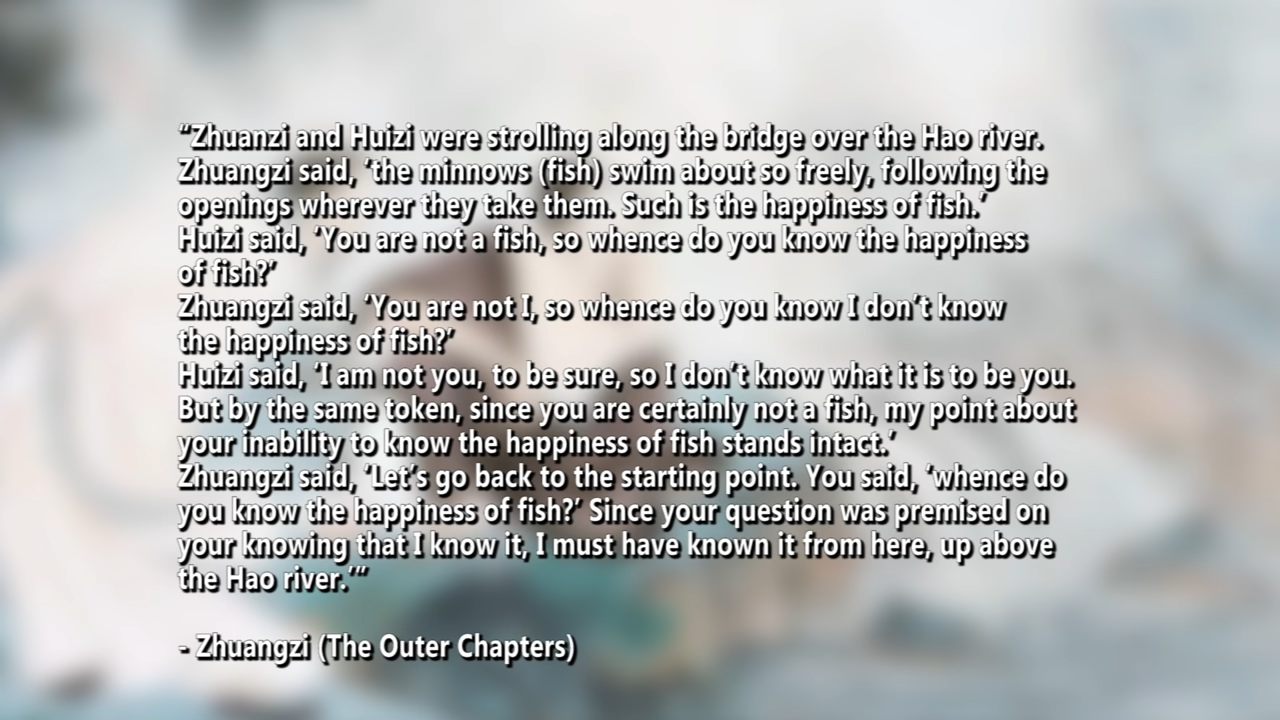 “Zhuanzi and Huizi were strolling along the bridge over the Hao river.
Zhuangzi said, ‘the minnows (fish) swim about so freely, following the
openings wherever they take them. Such is the happiness of fish.’
Huizi said, ‘You are not a fish, so whence do you know the happiness
of fish?’
Zhuangzi said, ‘You are not I, so whence do you know I don’t know
the happiness of fish?’
Huizi said, ‘I am not you, to be sure, so I don’t know what it is to be you.
But by the same token, since you are certainly not a fish, my point about
your inability to know the happiness of fish stands intact.’
Zhuangzi said, ‘Let’s go back to the starting point. You said, ‘whence do
you know the happiness of fish?’ Since your question was premised on
your knowing that I know it, I must have known it from here, up above
the Hao river.’”
- Zhuangzi (The Outer Chapters)